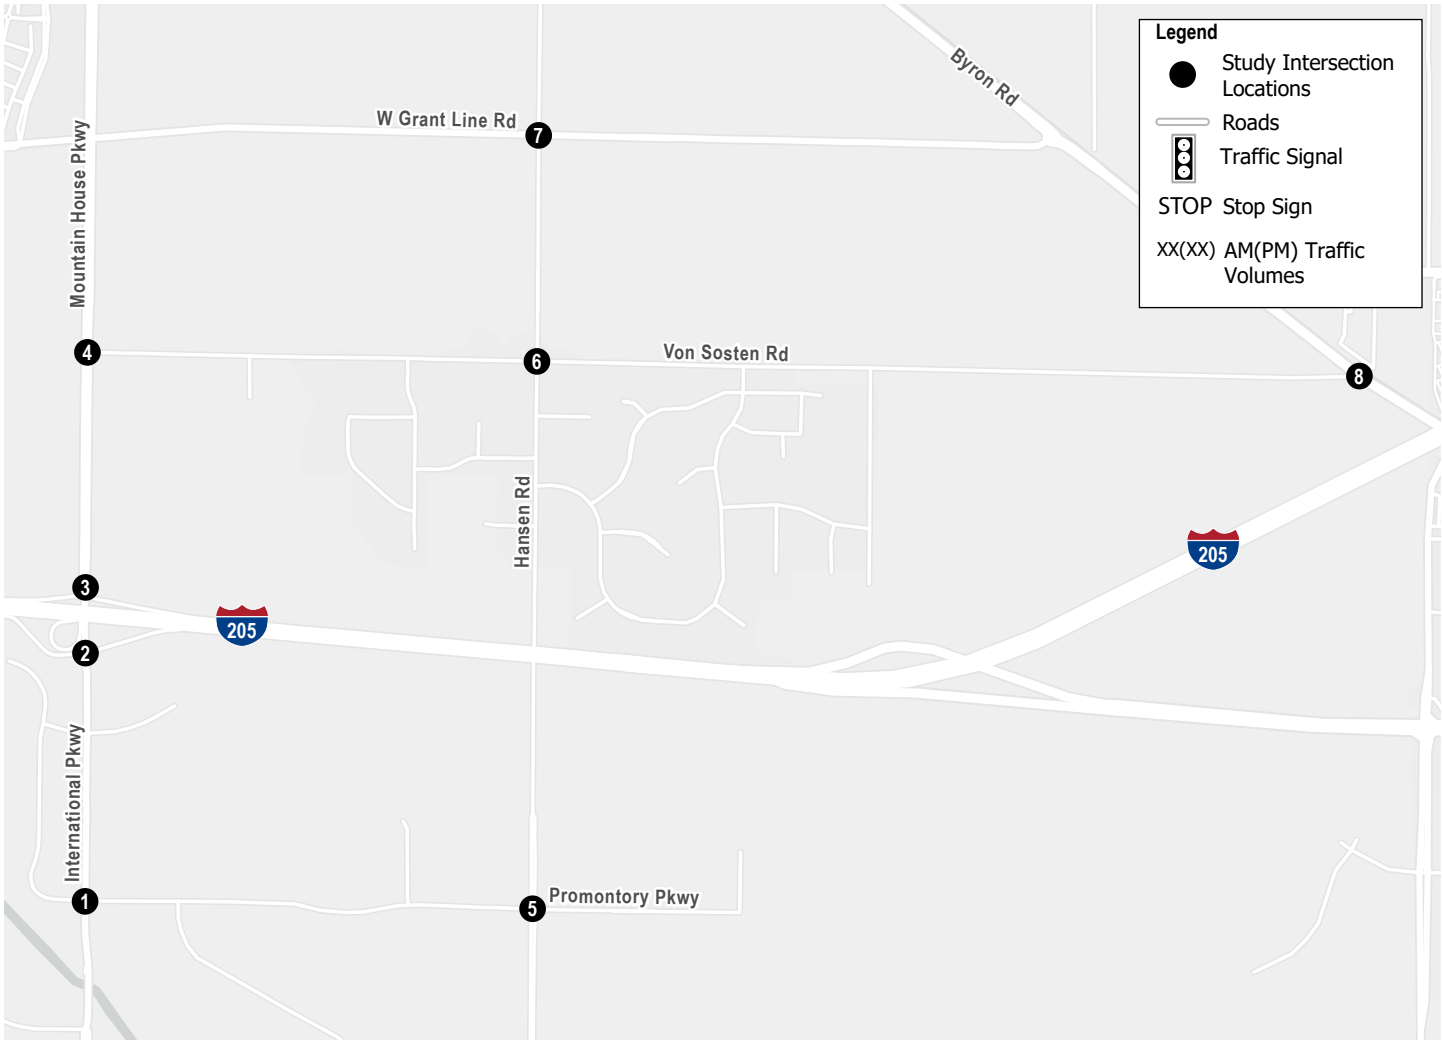 Legend
Study Intersection
Locations
Roads
Traffic Signal
STOP Stop Sign
XX(XX) AM(PM) Traffic
Volumes
Byron Rd
W Grant Line Rd
7
Mountain House Pkwy
4
6
Von Sosten Rd
8
Hansen Rd
205
3
205
2
International Pkwy
1
5
Promontory Pkwy